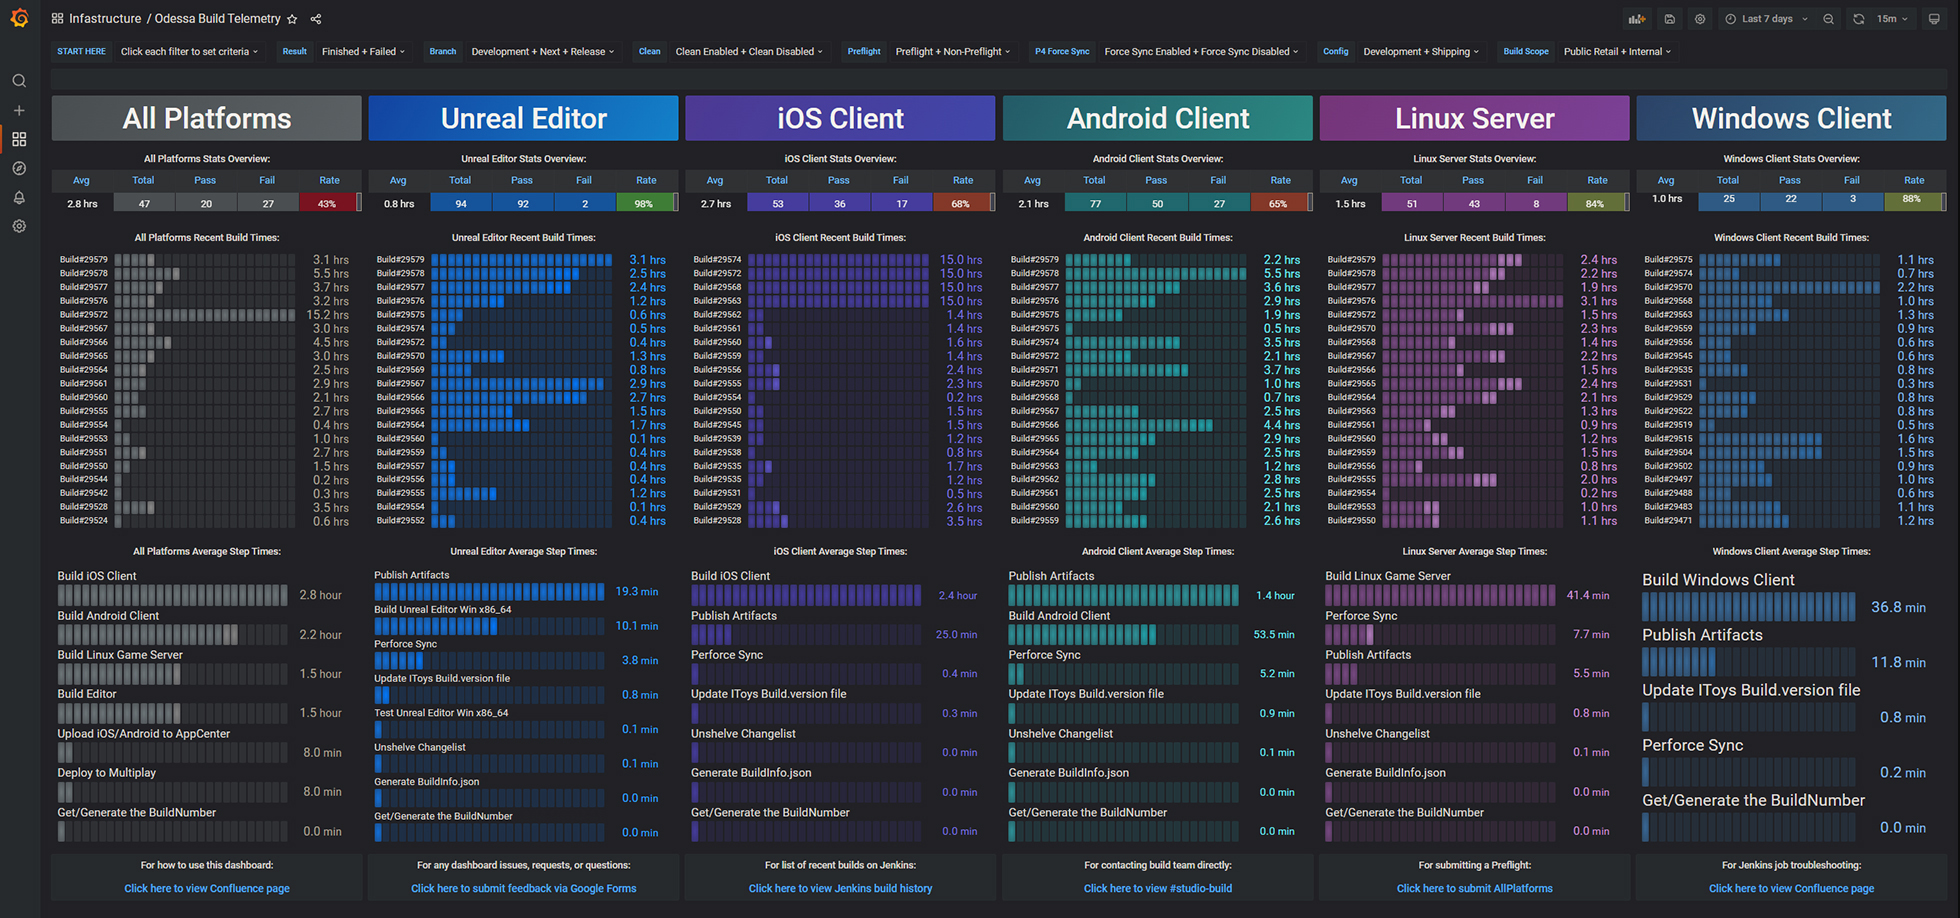 Infastructure / Odessa Build Telemetry
Last 7 days
15m
START HERE Click each filter to set criteria Result Finished + Failed Branch Development + Next + Release Clean Clean Enabled + Clean Disabled Preflight Preflight + Non-Preflight P4 Force Sync Force Sync Enabled + Force Sync Disabled Config Development + Shipping Build Scope Public Retail + Internal
All Platforms
All Platforms Stats Overview:
Avg Total Pass Fail Rate
2.8 hrs 47 20 27 43%
All Platforms Recent Build Times:
Build#29579 3.1 hrs
Build#29578 5.5 hrs
Build#29577 3.7 hrs
Build#29576 3.2 hrs
Build#29572 15.2 hrs
Build#29567 3.0 hrs
Build#29566 4.5 hrs
Build#29565 3.0 hrs
Build#29564 2.5 hrs
Build#29561 2.9 hrs
Build#29560 2.1 hrs
Build#29555 2.7 hrs
Build#29554 0.4 hrs
Build#29553 1.0 hrs
Build#29551 2.7 hrs
Build#29550 1.5 hrs
Build#29544 0.2 hrs
Build#29542 0.3 hrs
Build#29528 3.5 hrs
Build#29524 0.6 hrs
All Platforms Average Step Times:
Build iOS Client
2.8 hour
Build Android Client
2.2 hour
Build Linux Game Server
1.5 hour
Build Editor
1.5 hour
Upload iOS/Android to AppCenter
8.0 min
Deploy to Multiplay
8.0 min
Get/Generate the BuildNumber
0.0 min
For how to use this dashboard:
Click here to view Confluence page
Unreal Editor
Unreal Editor Stats Overview:
Avg Total Pass Fail Rate
0.8 hrs 94 92 2 98%
Unreal Editor Recent Build Times:
Build#29579 3.1 hrs
Build#29578 2.5 hrs
Build#29577 2.4 hrs
Build#29576 1.2 hrs
Build#29575 0.6 hrs
Build#29574 0.5 hrs
Build#29572 0.4 hrs
Build#29570 1.3 hrs
Build#29569 0.8 hrs
Build#29567 2.9 hrs
Build#29566 2.7 hrs
Build#29565 1.5 hrs
Build#29564 1.7 hrs
Build#29560 0.1 hrs
Build#29559 0.4 hrs
Build#29557 0.4 hrs
Build#29556 0.4 hrs
Build#29555 1.2 hrs
Build#29554 0.1 hrs
Build#29552 0.4 hrs
Unreal Editor Average Step Times:
Publish Artifacts
19.3 min
Build Unreal Editor Win x86_64
10.1 min
Perforce Sync
3.8 min
Update IToys Build.version file
0.8 min
Test Unreal Editor Win x86_64
0.1 min
Unshelve Changelist
0.1 min
Generate BuildInfo.json
0.0 min
Get/Generate the BuildNumber
0.0 min
For any dashboard issues, requests, or questions:
Click here to submit feedback via Google Forms
iOS Client
iOS Client Stats Overview:
Avg Total Pass Fail Rate
2.7 hrs 53 36 17 68%
iOS Client Recent Build Times:
Build#29574 15.0 hrs
Build#29572 15.0 hrs
Build#29568 15.0 hrs
Build#29563 15.0 hrs
Build#29562 1.4 hrs
Build#29561 1.4 hrs
Build#29560 1.6 hrs
Build#29559 1.4 hrs
Build#29556 2.4 hrs
Build#29555 2.3 hrs
Build#29554 0.2 hrs
Build#29550 1.5 hrs
Build#29545 1.5 hrs
Build#29539 1.2 hrs
Build#29538 0.8 hrs
Build#29535 1.7 hrs
Build#29535 1.2 hrs
Build#29531 0.5 hrs
Build#29529 2.6 hrs
Build#29528 3.5 hrs
iOS Client Average Step Times:
Build iOS Client
2.4 hour
Publish Artifacts
25.0 min
Perforce Sync
0.4 min
Update IToys Build.version file
0.3 min
Unshelve Changelist
0.0 min
Generate BuildInfo.json
0.0 min
Get/Generate the BuildNumber
0.0 min
For list of recent builds on Jenkins:
Click here to view Jenkins build history
Android Client
Android Client Stats Overview:
Avg Total Pass Fail Rate
2.1 hrs 77 50 27 65%
Android Client Recent Build Times:
Build#29579 2.2 hrs
Build#29578 5.5 hrs
Build#29577 3.6 hrs
Build#29576 2.9 hrs
Build#29575 1.9 hrs
Build#29575 0.5 hrs
Build#29574 3.5 hrs
Build#29572 2.1 hrs
Build#29571 3.7 hrs
Build#29570 1.0 hrs
Build#29568 0.7 hrs
Build#29567 2.5 hrs
Build#29566 4.4 hrs
Build#29565 2.9 hrs
Build#29564 2.5 hrs
Build#29563 1.2 hrs
Build#29562 2.8 hrs
Build#29561 2.5 hrs
Build#29560 2.1 hrs
Build#29559 2.6 hrs
Android Client Average Step Times:
Publish Artifacts
1.4 hour
Build Android Client
53.5 min
Perforce Sync
5.2 min
Update IToys Build.version file
0.9 min
Unshelve Changelist
0.1 min
Generate BuildInfo.json
0.0 min
Get/Generate the BuildNumber
0.0 min
For contacting build team directly:
Click here to view #studio-build
Linux Server
Linux Server Stats Overview:
Avg Total Pass Fail Rate
1.5 hrs 51 43 8 84%
Linux Server Recent Build Times:
Build#29579 2.4 hrs
Build#29578 2.2 hrs
Build#29577 1.9 hrs
Build#29576 3.1 hrs
Build#29572 1.5 hrs
Build#29570 2.3 hrs
Build#29568 1.4 hrs
Build#29567 2.2 hrs
Build#29566 1.5 hrs
Build#29565 2.4 hrs
Build#29564 2.1 hrs
Build#29563 1.3 hrs
Build#29561 0.9 hrs
Build#29560 1.2 hrs
Build#29559 1.5 hrs
Build#29556 0.8 hrs
Build#29555 2.0 hrs
Build#29554 0.2 hrs
Build#29553 1.0 hrs
Build#29550 1.1 hrs
Linux Server Average Step Times:
Build Linux Game Server
41.4 min
Perforce Sync
7.7 min
Publish Artifacts
5.5 min
Update IToys Build.version file
0.8 min
Unshelve Changelist
0.1 min
Generate BuildInfo.json
0.0 min
Get/Generate the BuildNumber
0.0 min
For submitting a Preflight:
Click here to submit AllPlatforms
Windows Client
Windows Client Stats Overview:
Avg Total Pass Fail Rate
1.0 hrs 25 22 3 88%
Windows Client Recent Build Times:
Build#29575 1.1 hrs
Build#29574 0.7 hrs
Build#29570 2.2 hrs
Build#29568 1.0 hrs
Build#29563 1.3 hrs
Build#29559 0.9 hrs
Build#29556 0.6 hrs
Build#29545 0.6 hrs
Build#29535 0.8 hrs
Build#29531 0.3 hrs
Build#29529 0.8 hrs
Build#29522 0.8 hrs
Build#29519 0.5 hrs
Build#29515 1.6 hrs
Build#29504 1.5 hrs
Build#29502 0.9 hrs
Build#29497 1.0 hrs
Build#29488 0.6 hrs
Build#29483 1.1 hrs
Build#29471 1.2 hrs
Windows Client Average Step Times:
Build Windows Client
36.8 min
Publish Artifacts
11.8 min
Update IToys Build.version file
0.8 min
Perforce Sync
0.2 min
Get/Generate the BuildNumber
0.0 min
For Jenkins job troubleshooting:
Click here to view Confluence page